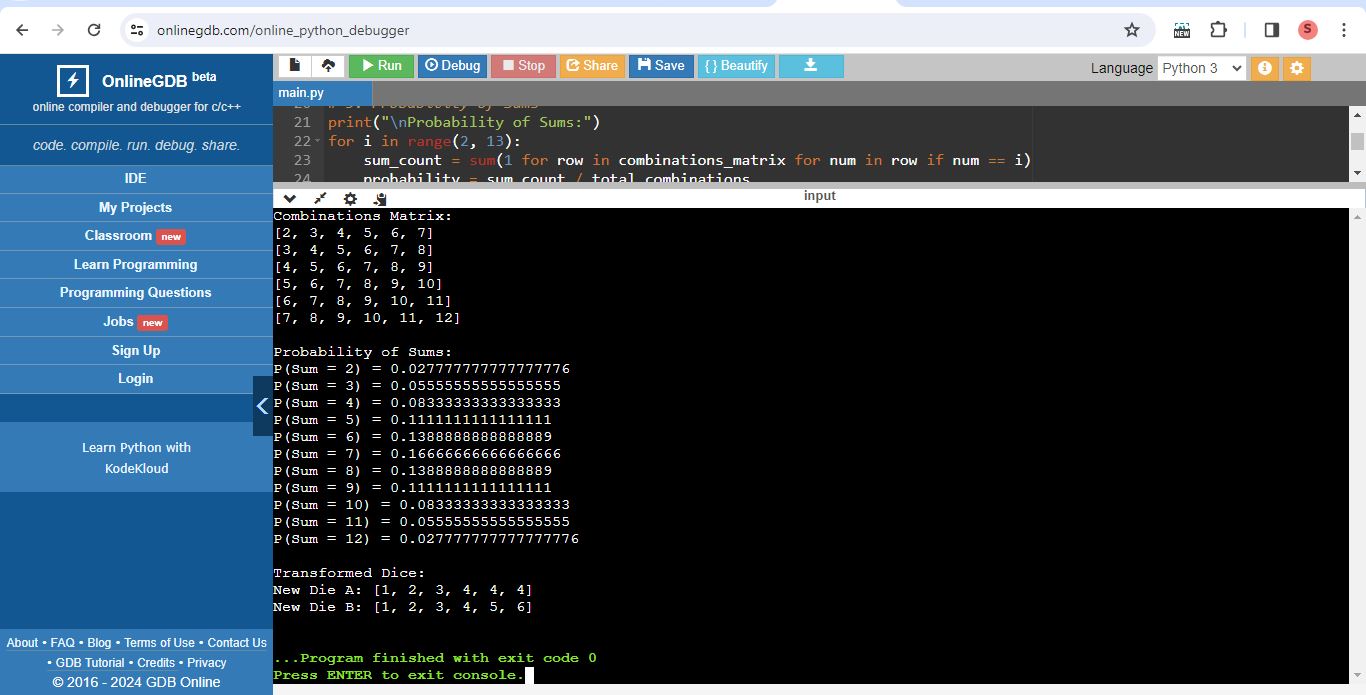 onlinegdb.com/online_python_debugger
NEW
S
OnlineGDB beta
online compiler and debugger for c/c++
code. compile. run. debug. share.
IDE
My Projects
Classroom new
Learn Programming
Programming Questions
Jobs new
Sign Up
Login
Learn Python with
KodeKloud
About • FAQ • Blog • Terms of Use • Contact Us
• GDB Tutorial • Credits • Privacy
© 2016 - 2024 GDB Online
Run Debug Stop Share Save { } Beautify
Language Python 3
main.py
21 print("\nProbability of Sums:")
22 for i in range(2, 13):
23 sum_count = sum(1 for row in combinations_matrix for num in row if num == i)
24 probability = sum_count / total_combinations
input
Combinations Matrix:
[2, 3, 4, 5, 6, 7]
[3, 4, 5, 6, 7, 8]
[4, 5, 6, 7, 8, 9]
[5, 6, 7, 8, 9, 10]
[6, 7, 8, 9, 10, 11]
[7, 8, 9, 10, 11, 12]
Probability of Sums:
P(Sum = 2) = 0.027777777777777776
P(Sum = 3) = 0.05555555555555555
P(Sum = 4) = 0.08333333333333333
P(Sum = 5) = 0.1111111111111111
P(Sum = 6) = 0.1388888888888889
P(Sum = 7) = 0.16666666666666666
P(Sum = 8) = 0.1388888888888889
P(Sum = 9) = 0.1111111111111111
P(Sum = 10) = 0.08333333333333333
P(Sum = 11) = 0.05555555555555555
P(Sum = 12) = 0.027777777777777776
Transformed Dice:
New Die A: [1, 2, 3, 4, 4, 4]
New Die B: [1, 2, 3, 4, 5, 6]
...Program finished with exit code 0
Press ENTER to exit console.